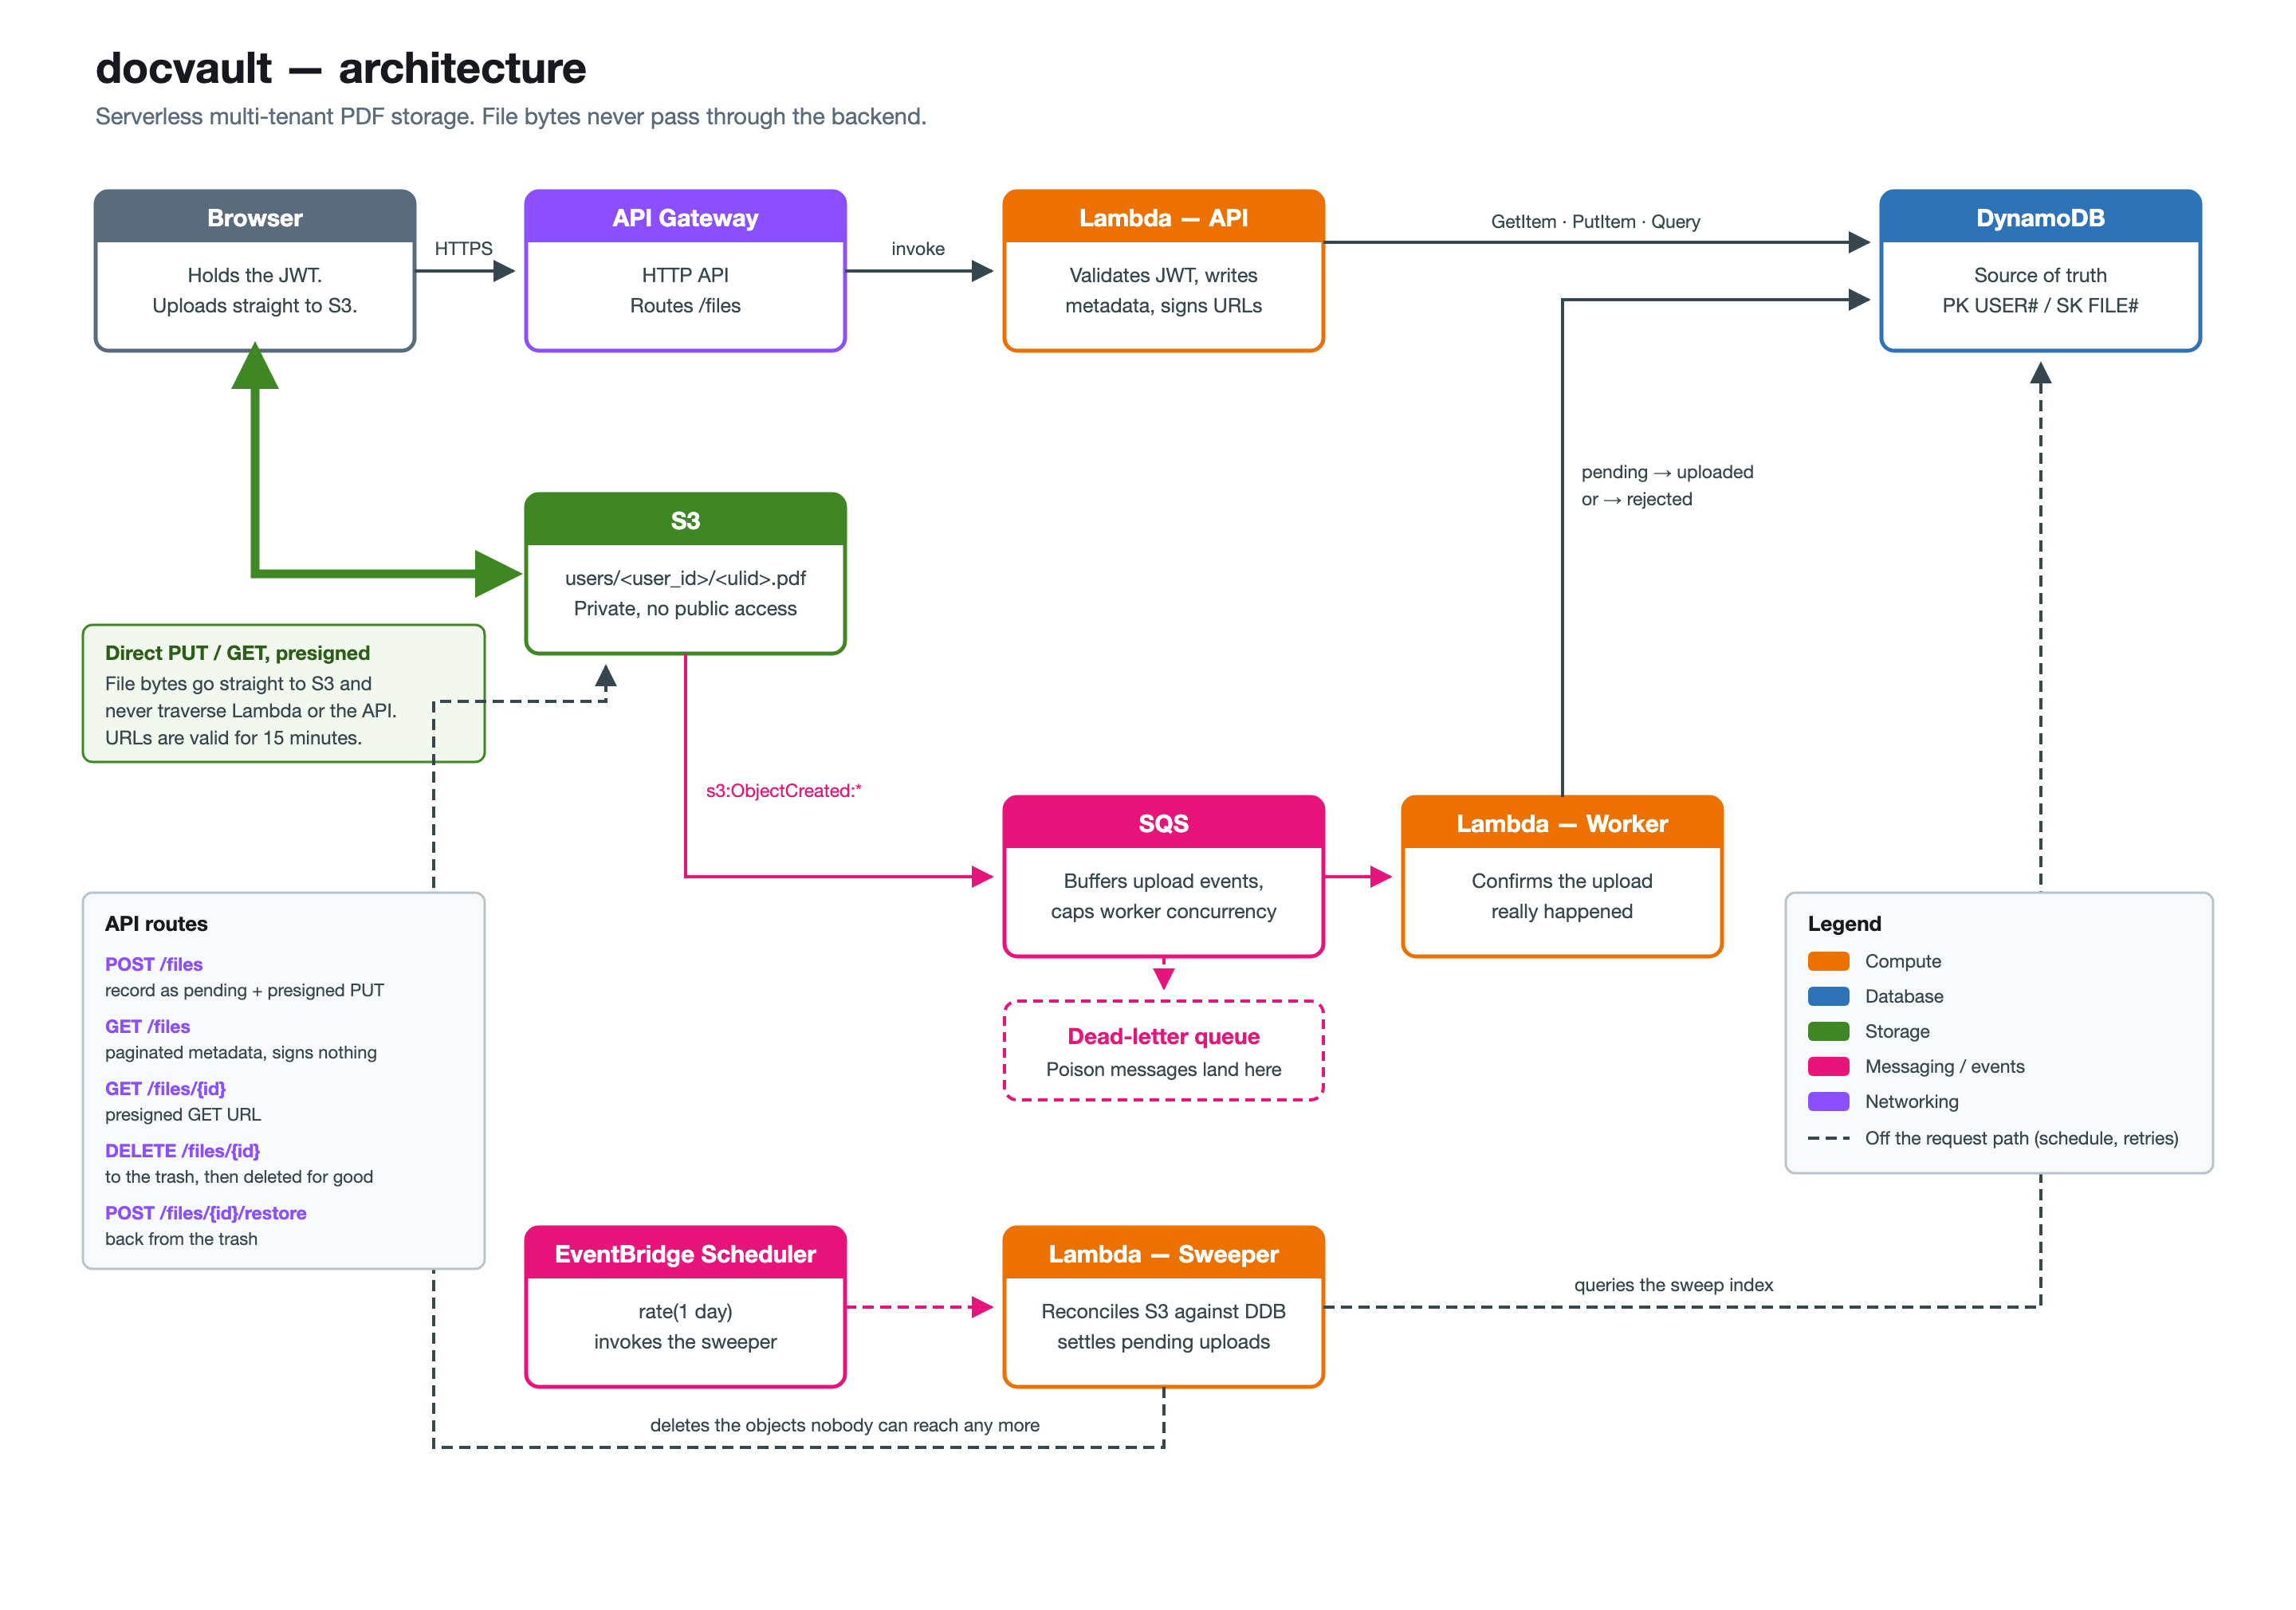 docvault — architecture
Serverless multi-tenant PDF storage. File bytes never pass through the backend.
Browser
Holds the JWT.
Uploads straight to S3.
HTTPS
API Gateway
HTTP API
Routes /files
invoke
Lambda — API
Validates JWT, writes
metadata, signs URLs
GetItem · PutItem · Query
DynamoDB
Source of truth
PK USER# / SK FILE#
pending → uploaded
or → rejected
S3
users/<user_id>/<ulid>.pdf
Private, no public access
Direct PUT / GET, presigned
File bytes go straight to S3 and
never traverse Lambda or the API.
URLs are valid for 15 minutes.
s3:ObjectCreated:*
SQS
Buffers upload events,
caps worker concurrency
Lambda — Worker
Confirms the upload
really happened
Dead-letter queue
Poison messages land here
API routes
POST /files
record as pending + presigned PUT
GET /files
paginated metadata, signs nothing
GET /files/{id}
presigned GET URL
DELETE /files/{id}
to the trash, then deleted for good
POST /files/{id}/restore
back from the trash
Legend
Compute
Database
Storage
Messaging / events
Networking
Off the request path (schedule, retries)
EventBridge Scheduler
rate(1 day)
invokes the sweeper
Lambda — Sweeper
Reconciles S3 against DDB
settles pending uploads
queries the sweep index
deletes the objects nobody can reach any more